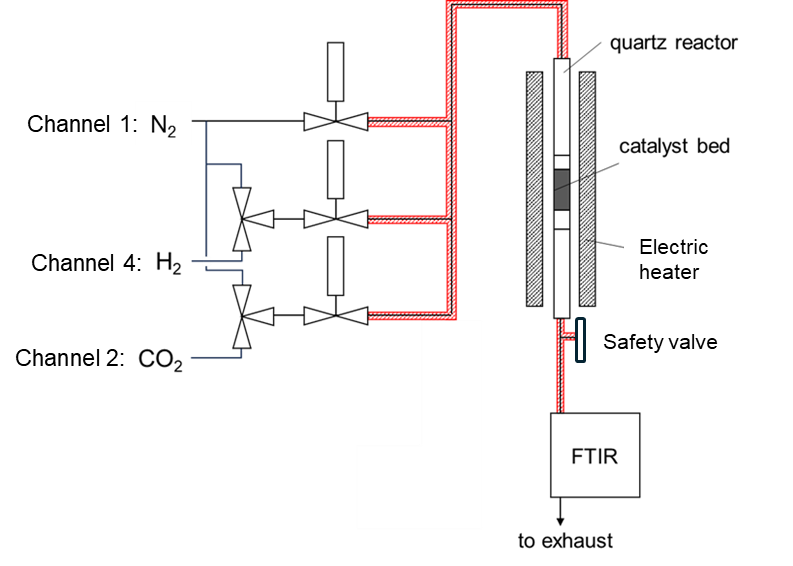 quartz reactor
Channel 1: N₂
catalyst bed
Channel 4: H₂
Electric
heater
Safety valve
Channel 2: CO₂
FTIR
to exhaust